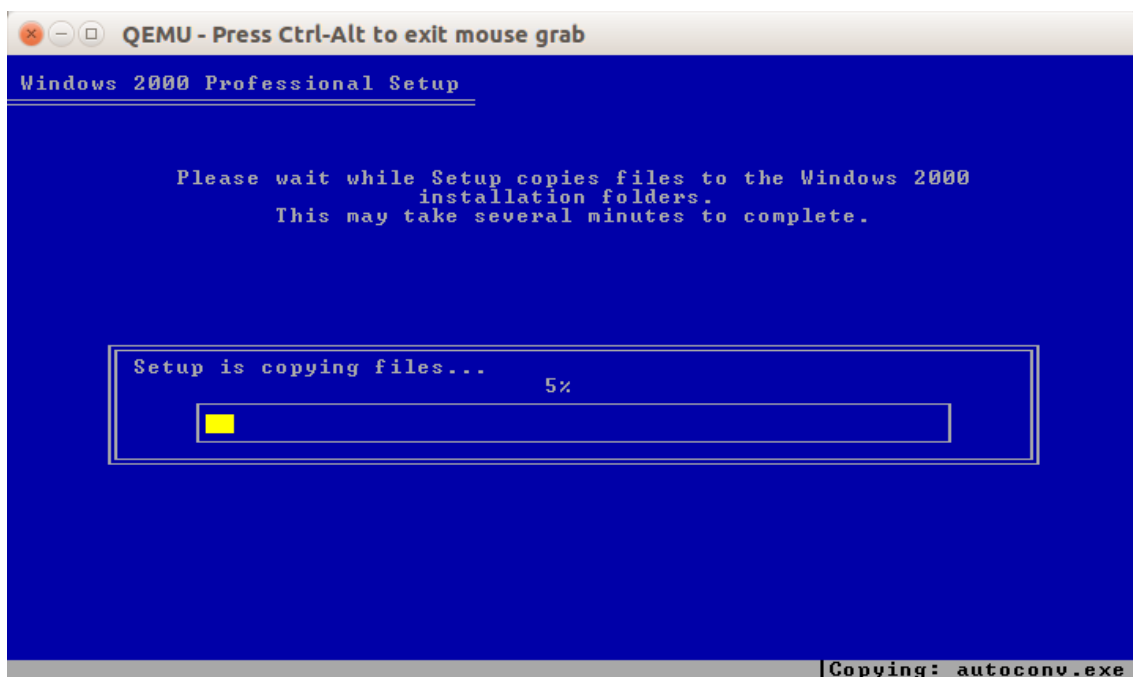 QEMU - Press Ctrl-Alt to exit mouse grab
Windows 2000 Professional Setup
Please wait while Setup copies files to the Windows 2000
installation folders.
This may take several minutes to complete.
Setup is copying files...
5%
Copying: autoconv.exe